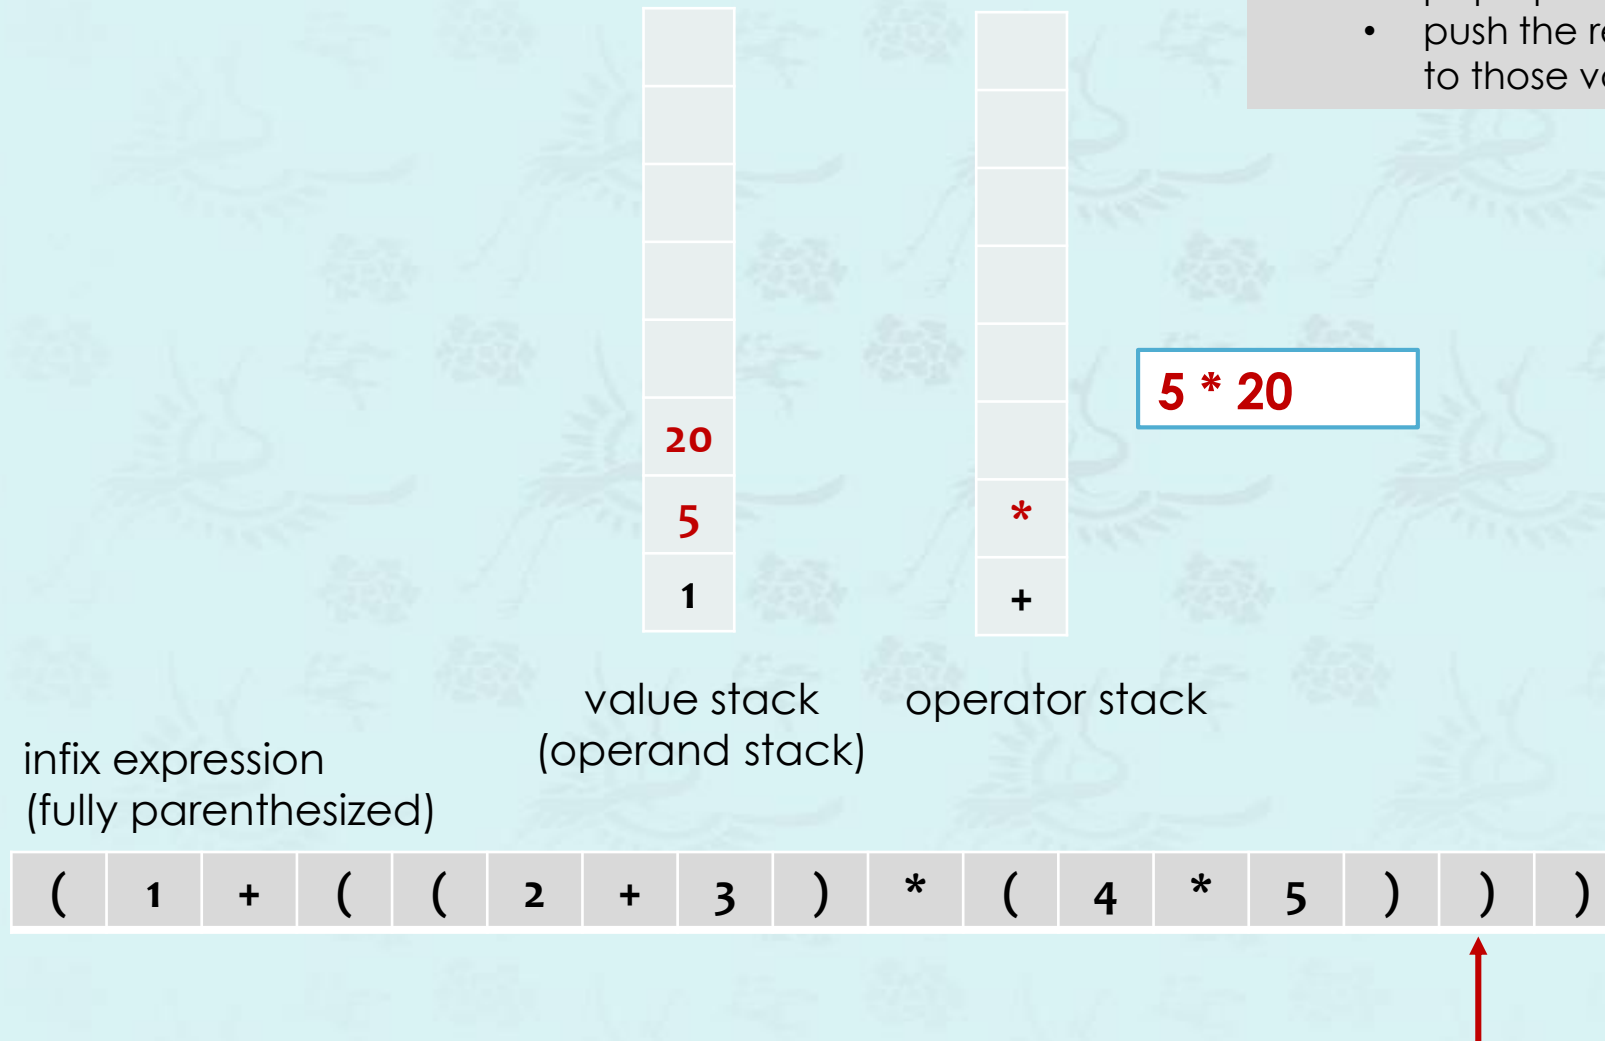 • push the
to those
5 * 20
20
5 *
1 +
value stack operator stack
(operand stack)
infix expression
(fully parenthesized)
( 1 + ( ( 2 + 3 ) * ( 4 * 5 ) ) )